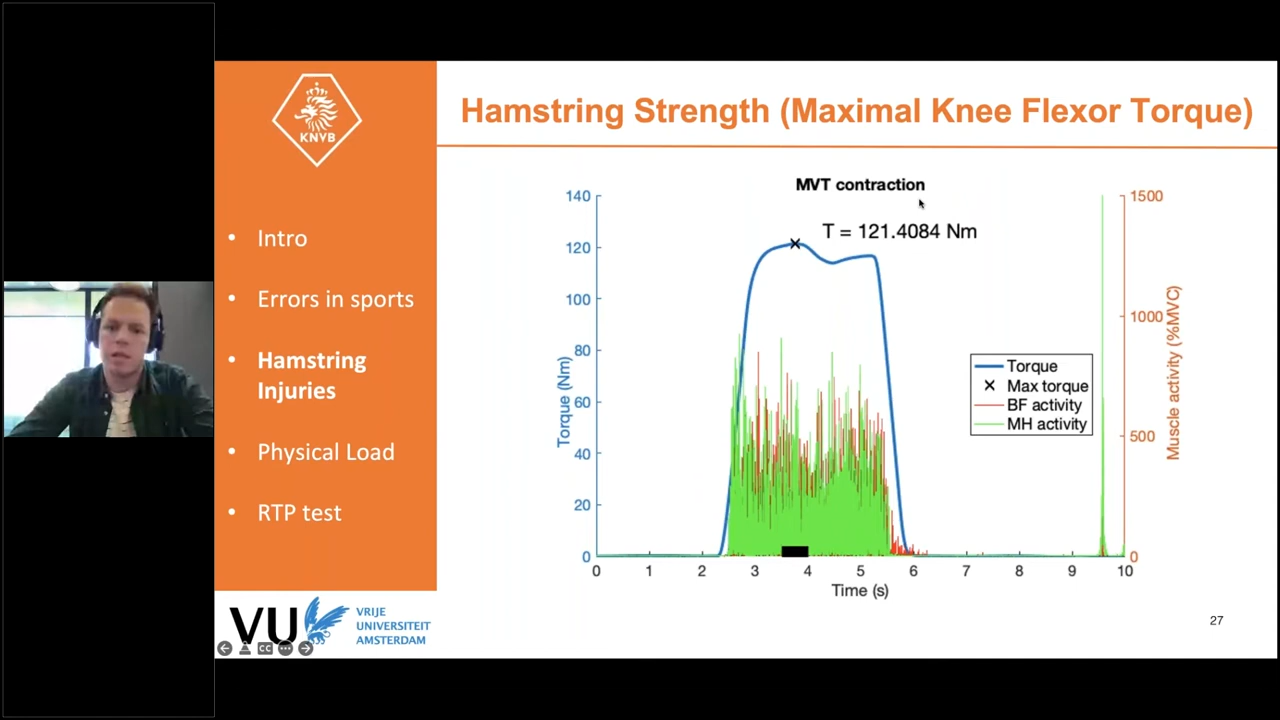 KNVB
Hamstring Strength (Maximal Knee Flexor Torque)
• Intro
• Errors in sports
• Hamstring
Injuries
• Physical Load
• RTP test
MVT contraction
T = 121.4084 Nm
140
120
100
80
60
40
20
0
Torque (Nm)
1500
1000
500
0
Muscle activity (%MVC)
Torque
Max torque
BF activity
MH activity
0 1 2 3 4 5 6 7 8 9 10
Time (s)
VU
VRIJE
UNIVERSITEIT
AMSTERDAM
CC
27